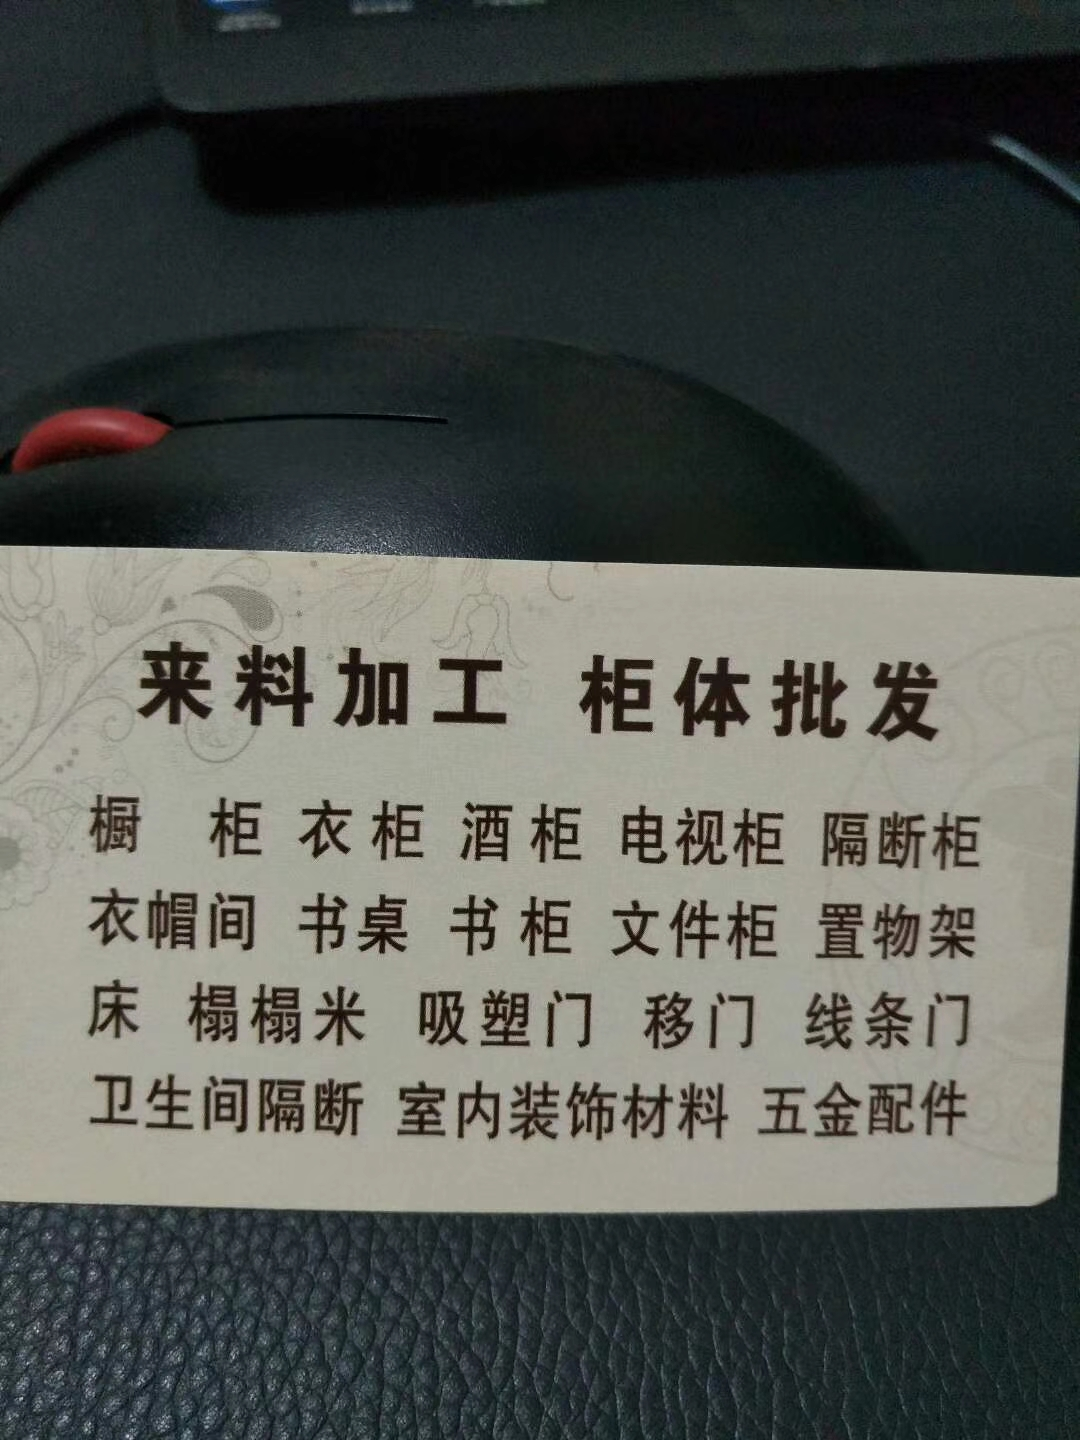 来料加工 柜体批发
橱 柜 衣柜 酒柜 电视柜 隔断柜
衣帽间 书桌 书柜 文件柜 置物架
床 榻榻米 吸塑门 移门 线条门
卫生间隔断 室内装饰材料 五金配件